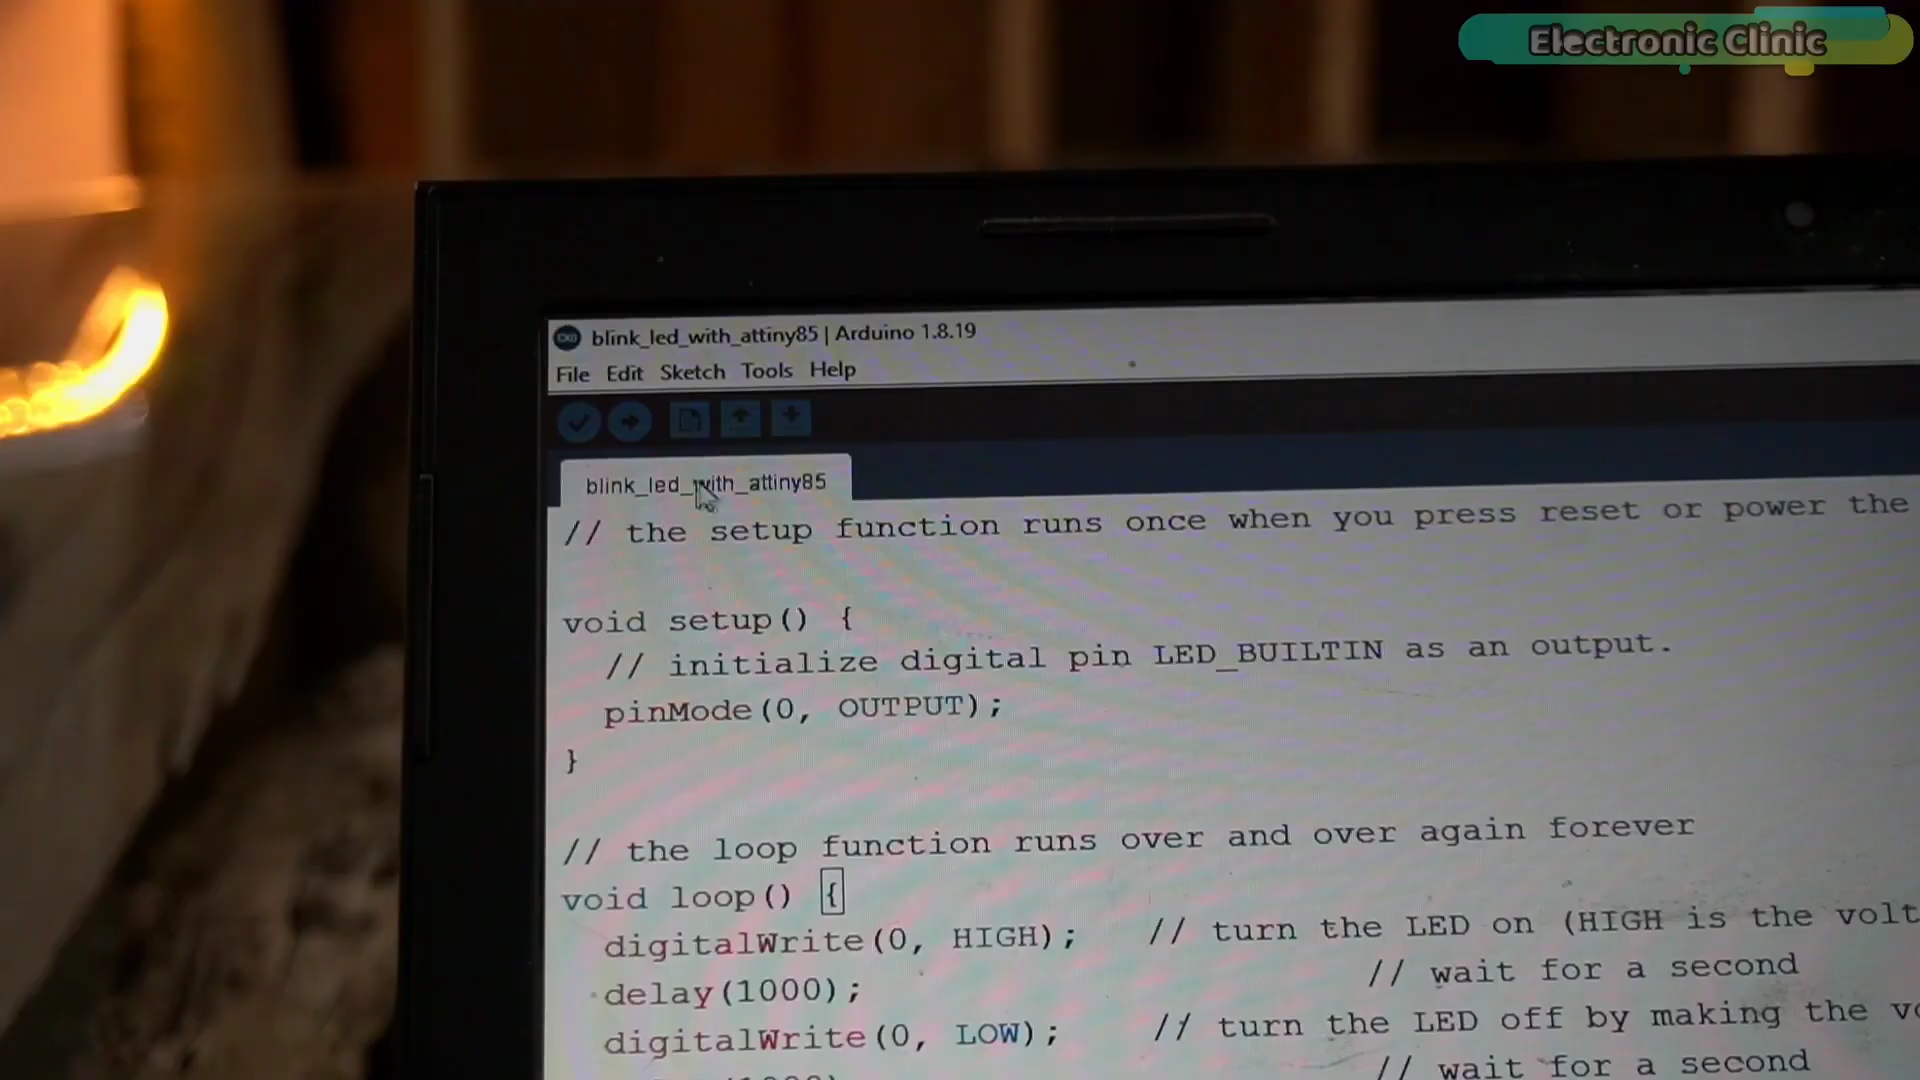 Electronic Clinic
blink_led_with_attiny85 | Arduino 1.8.19
File Edit Sketch Tools Help
blink_led_with_attiny85
// the setup function runs once when you press reset or power the
void setup() {
// initialize digital pin LED_BUILTIN as an output.
pinMode(0, OUTPUT);
}
// the loop function runs over and over again forever
void loop() {
digitalWrite(0, HIGH); // turn the LED on (HIGH is the volt
delay(1000); // wait for a second
digitalWrite(0, LOW); // turn the LED off by making the vo
// wait for a second